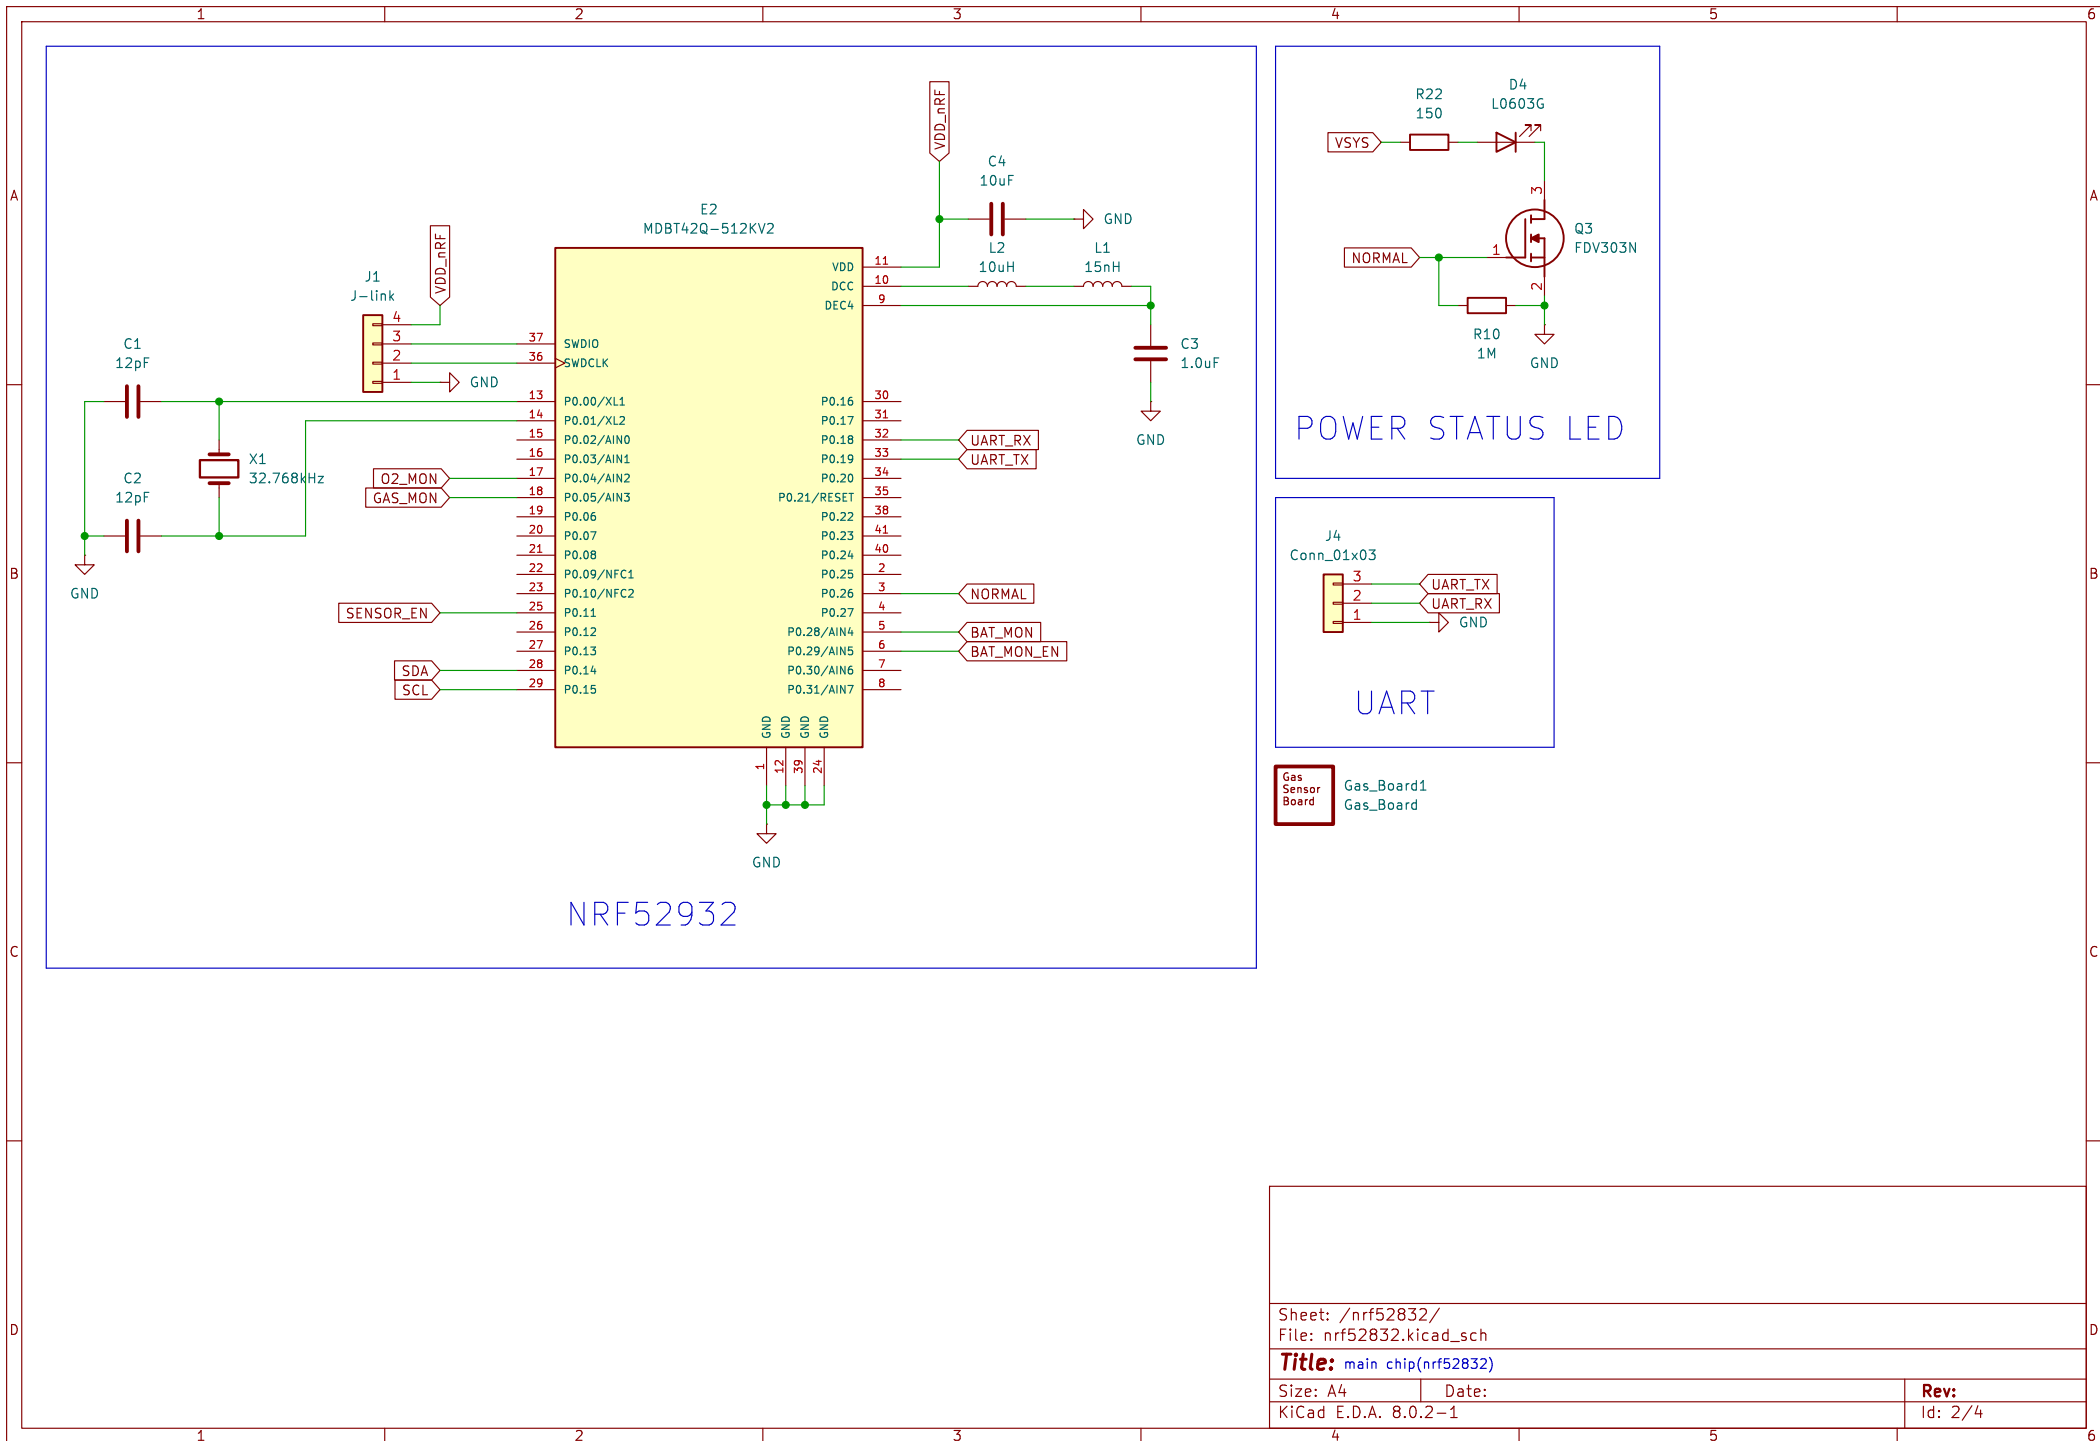 1 2 3 4 5 6
A
B
C
D
A
B
C
D
1 2 3 4 5 6
VDD_nRF
C4
10uF
GND
L2
10uH
L1
15nH
C3
1.0uF
GND
E2
MDBT42Q-512KV2
VDD_nRF
J1
J-link
4
3
2
1
GND
C1
12pF
C2
12pF
X1
32.768kHz
GND
O2_MON
GAS_MON
SENSOR_EN
SDA
SCL
37 SWDIO
36 SWDCLK
13 P0.00/XL1
14 P0.01/XL2
15 P0.02/AIN0
16 P0.03/AIN1
17 P0.04/AIN2
18 P0.05/AIN3
19 P0.06
20 P0.07
21 P0.08
22 P0.09/NFC1
23 P0.10/NFC2
25 P0.11
26 P0.12
27 P0.13
28 P0.14
29 P0.15
VDD 11
DCC 10
DEC4 9
P0.16 30
P0.17 31
P0.18 32 UART_RX
P0.19 33 UART_TX
P0.20 34
P0.21/RESET 35
P0.22 38
P0.23 41
P0.24 40
P0.25 2
P0.26 3 NORMAL
P0.27 4
P0.28/AIN4 5 BAT_MON
P0.29/AIN5 6 BAT_MON_EN
P0.30/AIN6 7
P0.31/AIN7 8
GND GND GND GND
1 12 39 24
GND
NRF52932
R22
150
D4
L0603G
VSYS
3
Q3
FDV303N
NORMAL
1
2
R10
1M
GND
POWER STATUS LED
J4
Conn_01x03
3 UART_TX
2 UART_RX
1 GND
UART
Gas
Sensor
Board
Gas_Board1
Gas_Board
Sheet: /nrf52832/
File: nrf52832.kicad_sch
Title: main chip(nrf52832)
Size: A4 Date: Rev:
KiCad E.D.A. 8.0.2-1 Id: 2/4